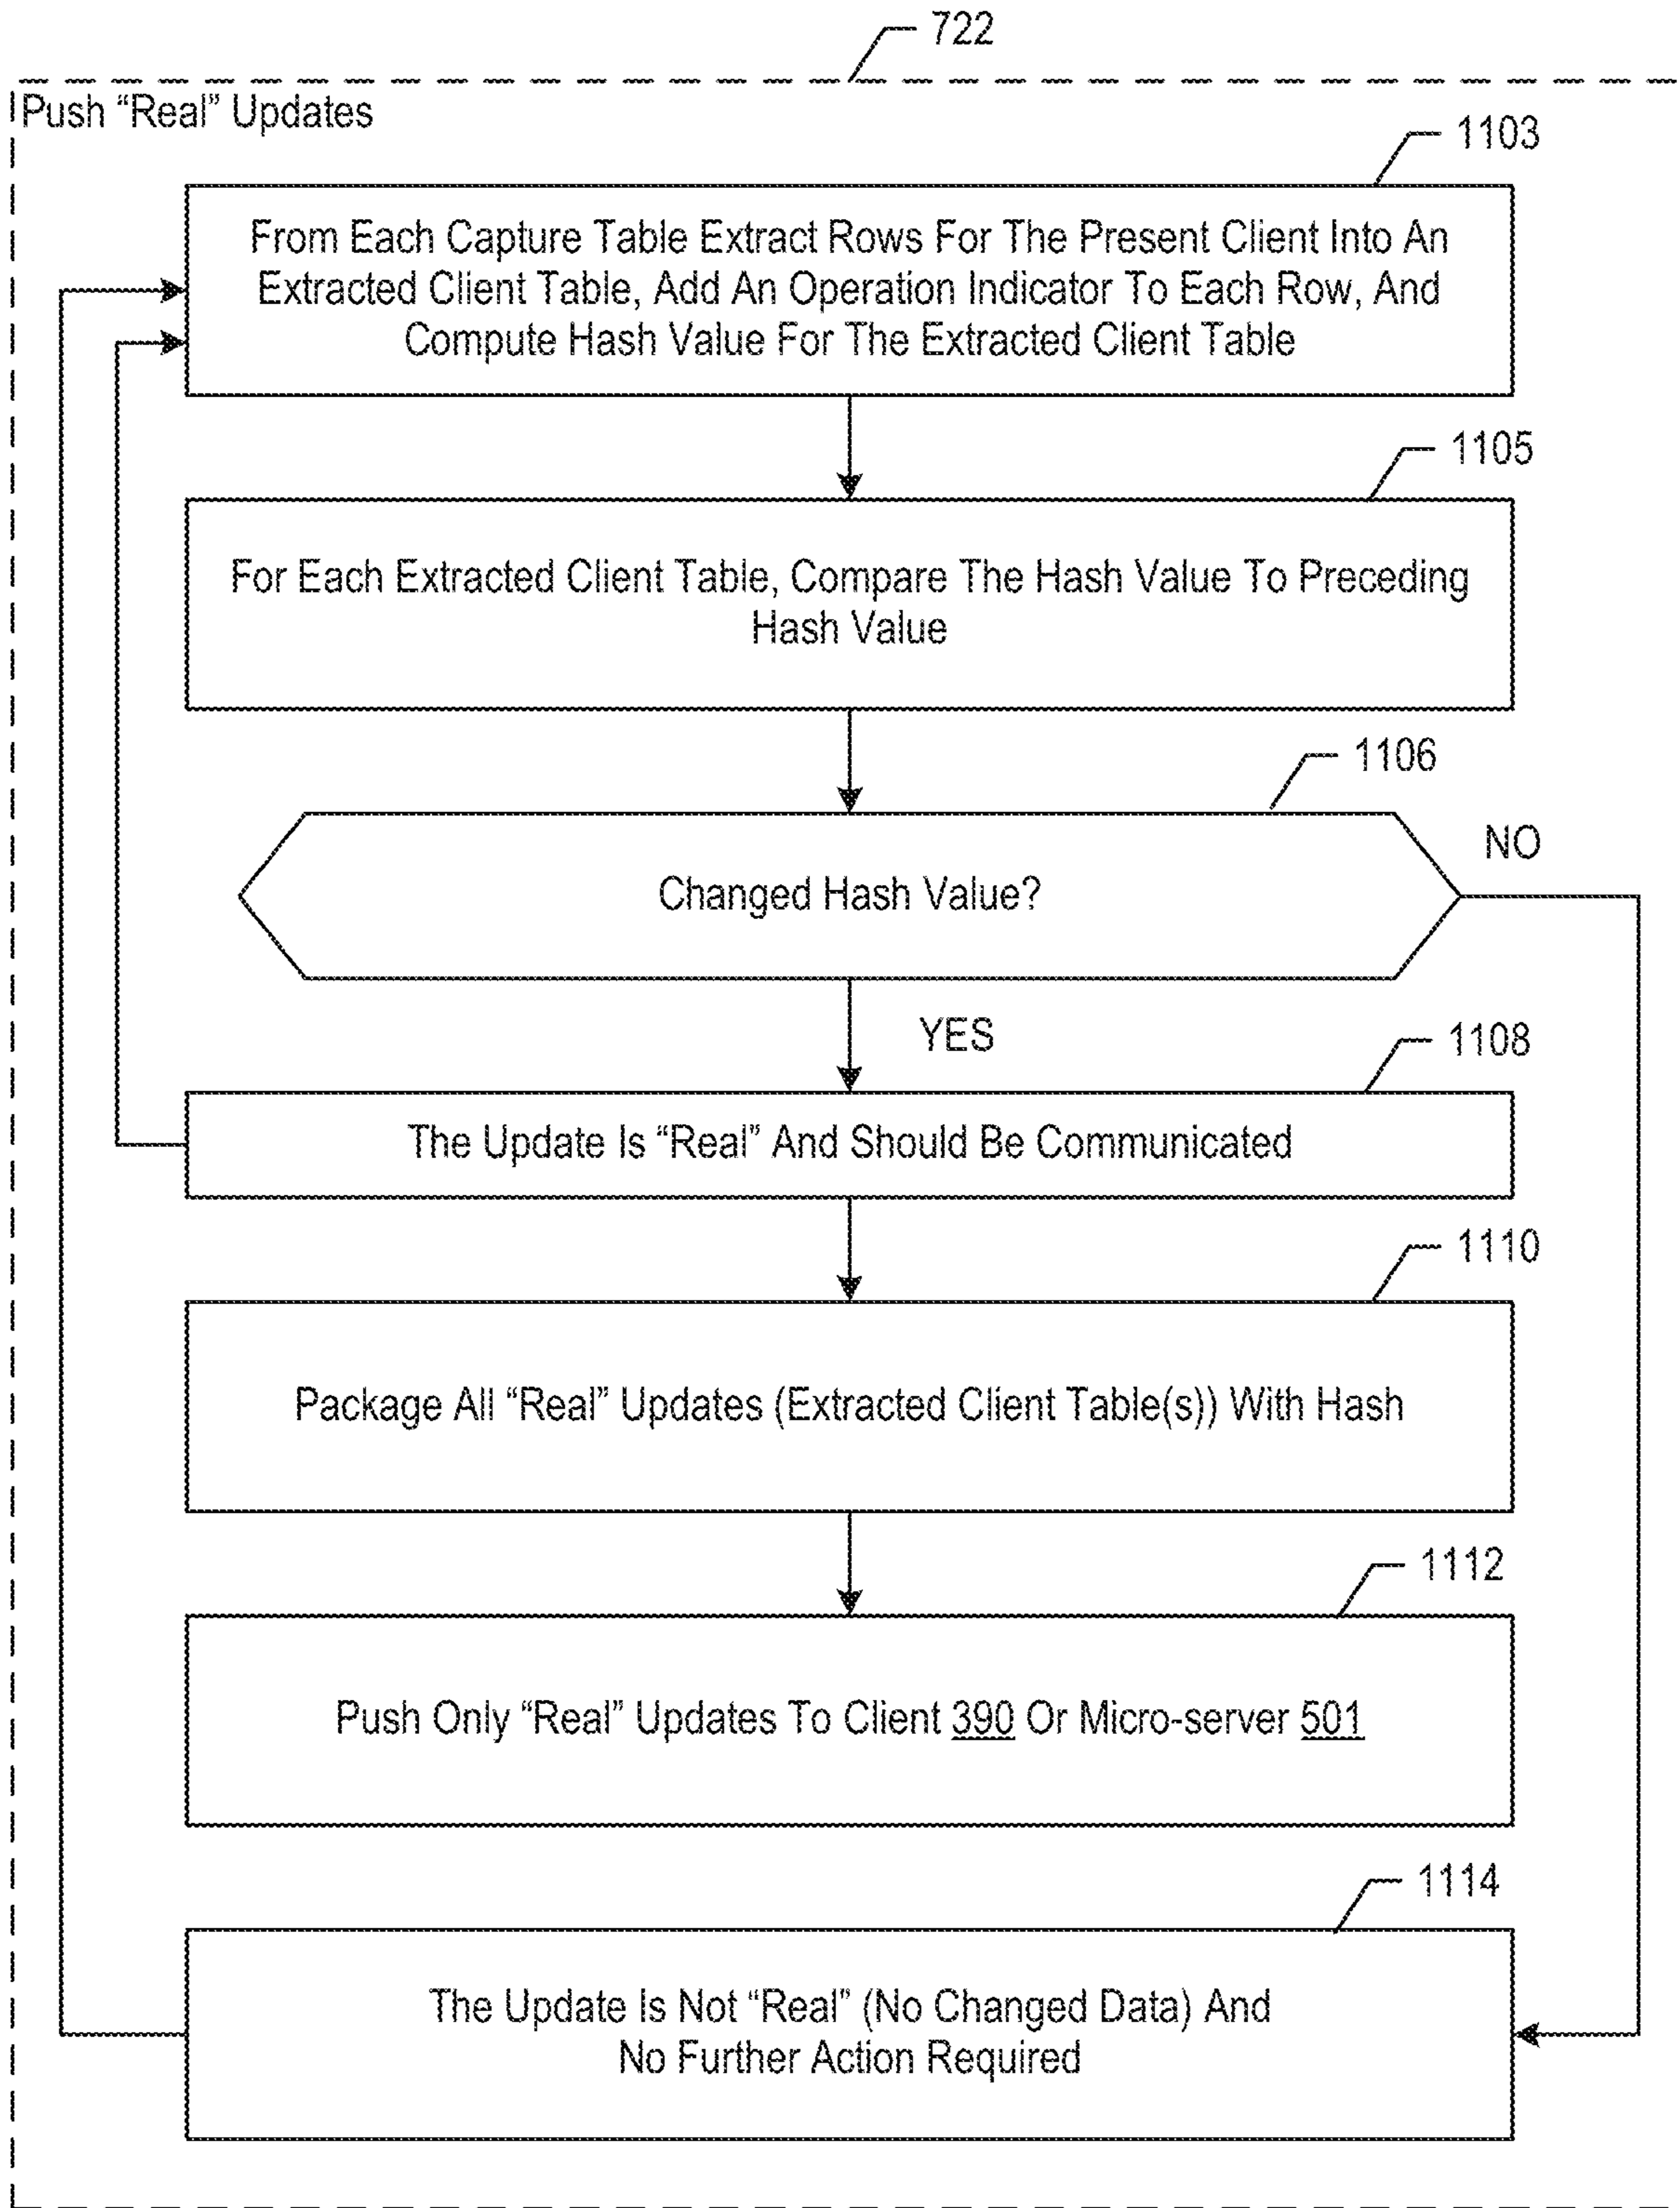 722
Push “Real” Updates
1103
From Each Capture Table Extract Rows For The Present Client Into An
Extracted Client Table, Add An Operation Indicator To Each Row, And
Compute Hash Value For The Extracted Client Table
1105
For Each Extracted Client Table, Compare The Hash Value To Preceding
Hash Value
1106
NO
Changed Hash Value?
YES
1108
The Update Is “Real” And Should Be Communicated
1110
Package All “Real” Updates (Extracted Client Table(s)) With Hash
1112
Push Only “Real” Updates To Client 390 Or Micro-server 501
1114
The Update Is Not “Real” (No Changed Data) And
No Further Action Required